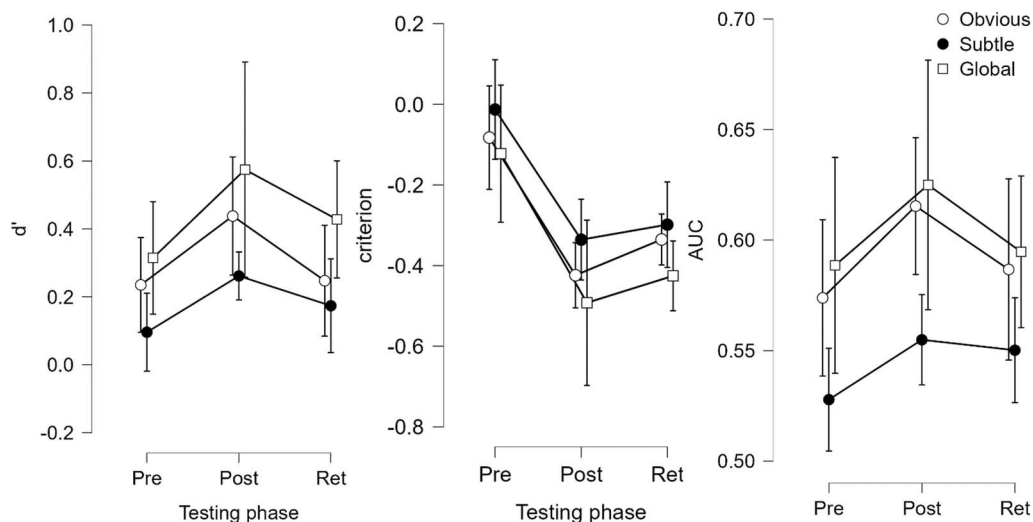 d'
1.0
0.8
0.6
0.4
0.2
0.0
-0.2
Pre Post Ret
Testing phase
criterion
0.2
0.0
-0.2
-0.4
-0.6
-0.8
Pre Post Ret
Testing phase
AUC
0.70
0.65
0.60
0.55
0.50
Obvious
Subtle
Global
Pre Post Ret
Testing phase